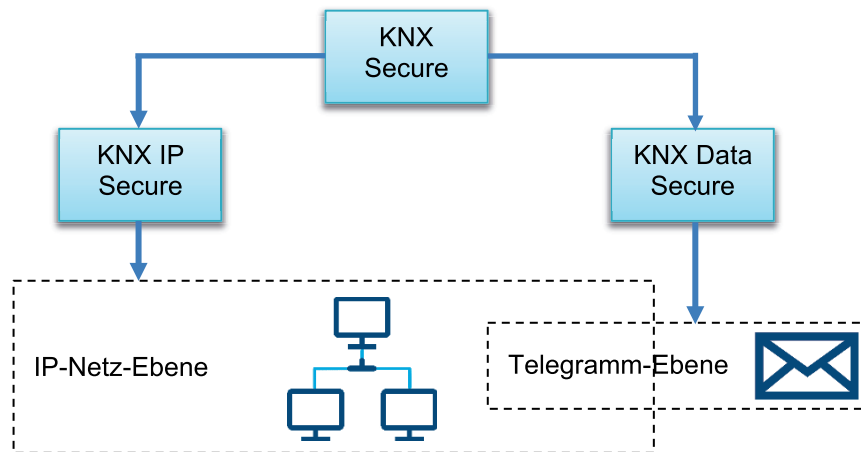 KNX
Secure
KNX IP
Secure
KNX Data
Secure
IP-Netz-Ebene
Telegramm-Ebene